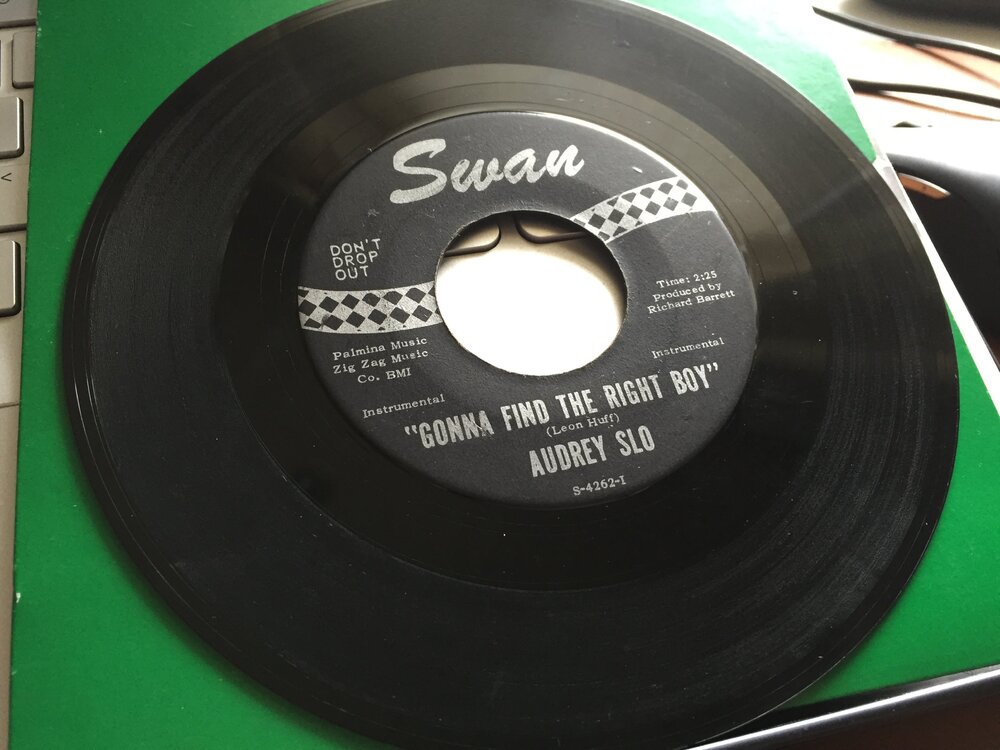 Swan
DON'T
DROP
OUT
Time: 2:25
Produced by
Richard Barrett
Palmina Music
Zig Zag Music
Co. BMI
Instrumental
Instrumental
"GONNA FIND THE RIGHT BOY"
(Leon Huff)
AUDREY SLO
S-4262-I
<